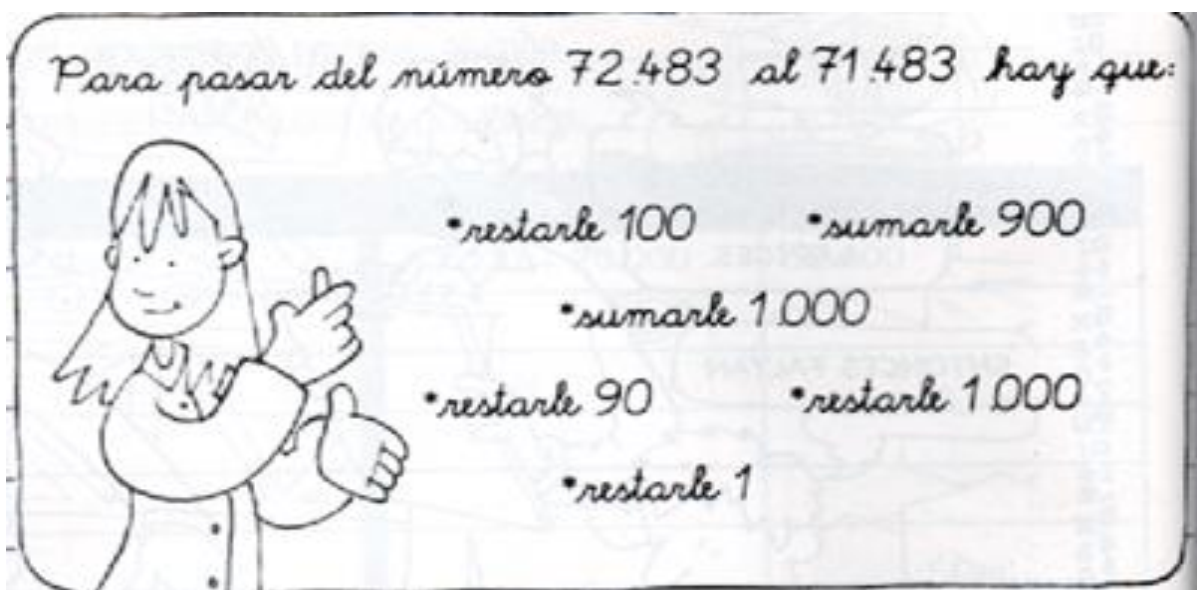 Para pasar del número 72.483 al 71.483 hay que:
•restarle 100 •sumarle 900
•sumarle 1.000
•restarle 90 •restarle 1.000
•restarle 1